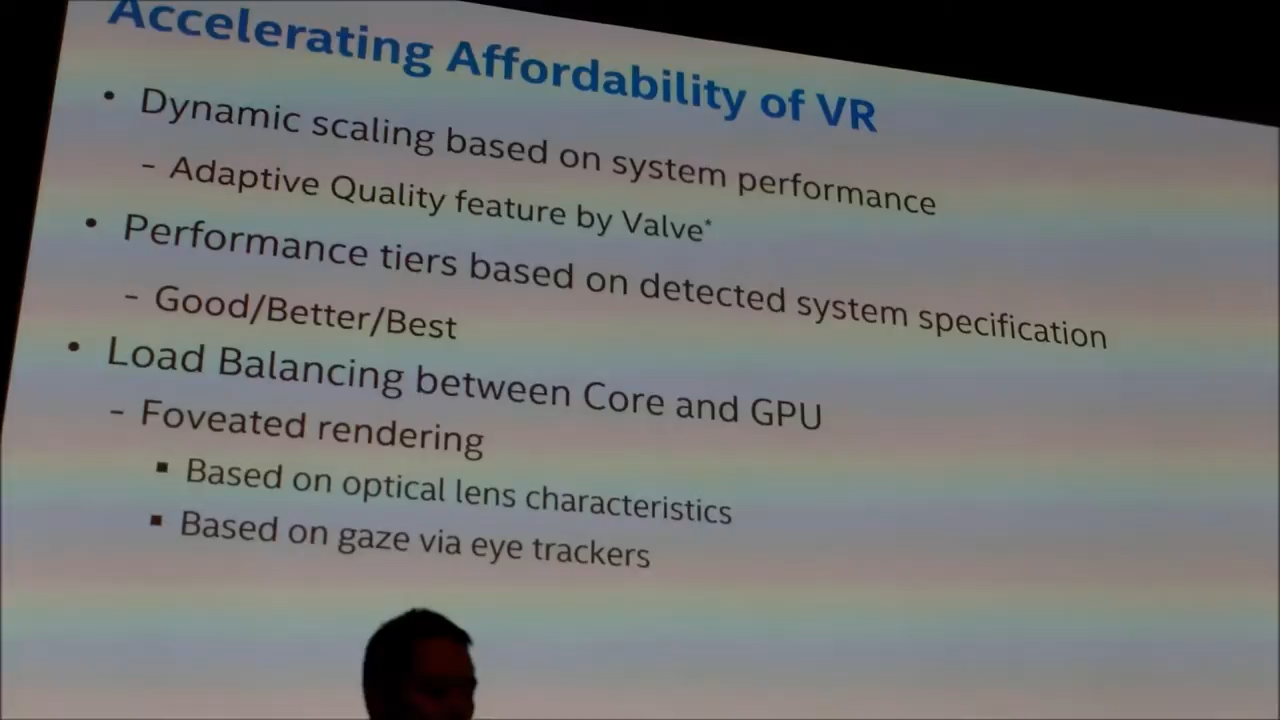 Accelerating Affordability of VR
• Dynamic scaling based on system performance
– Adaptive Quality feature by Valve*
• Performance tiers based on detected system specification
– Good/Better/Best
• Load Balancing between Core and GPU
– Foveated rendering
▪ Based on optical lens characteristics
▪ Based on gaze via eye trackers